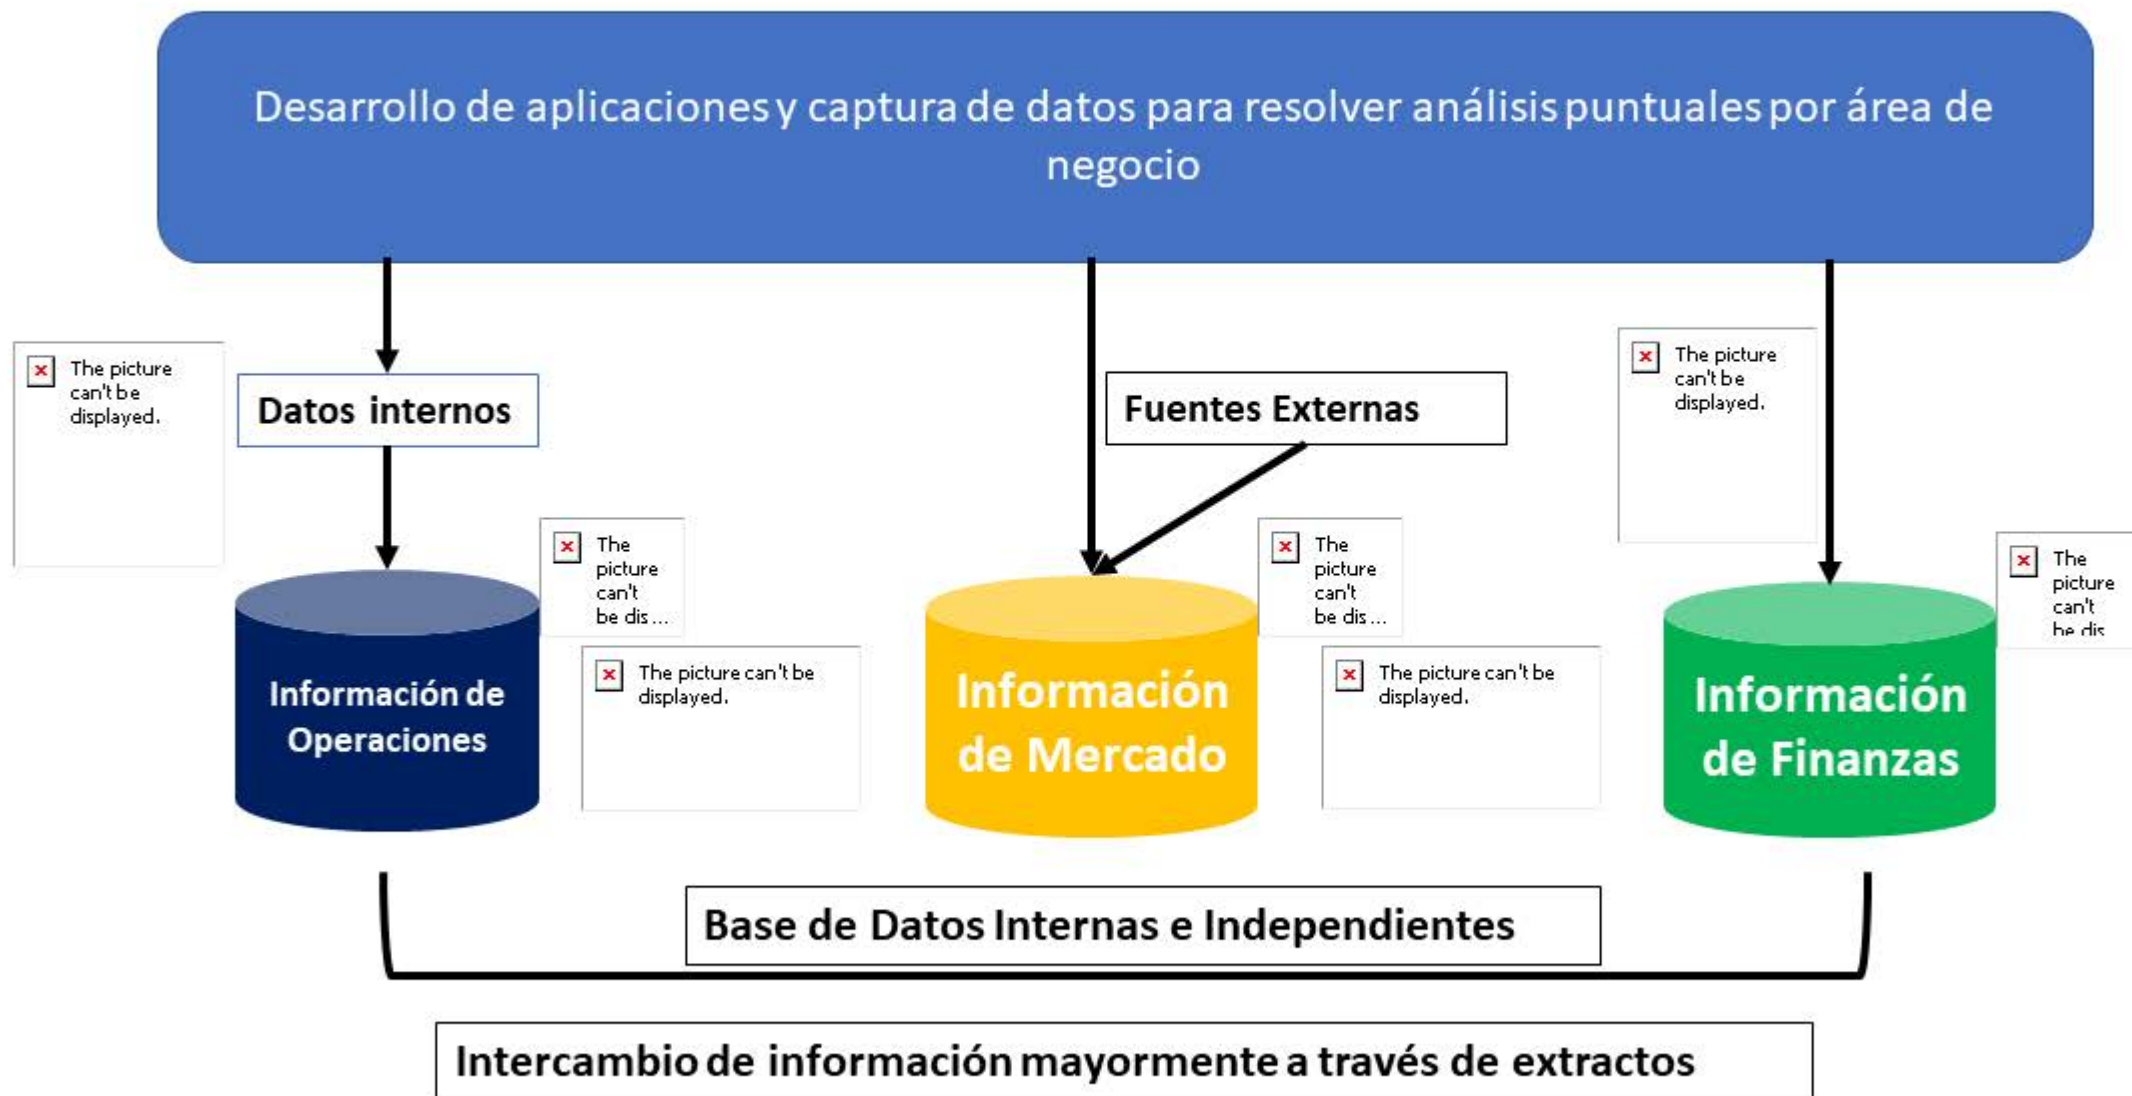 Desarrollo de aplicaciones y captura de datos para resolver análisis puntuales por área de
negocio
The picture
can't be
displayed.
Datos internos
Fuentes Externas
The picture
can't be
displayed.
The
picture
can't
be dis ...
The
picture
can't
be dis ...
The
picture
can't
be dis
Información de
Operaciones
The picture can't be
displayed.
Información
de Mercado
The picture can't be
displayed.
Información
de Finanzas
Base de Datos Internas e Independientes
Intercambio de información mayormente a través de extractos